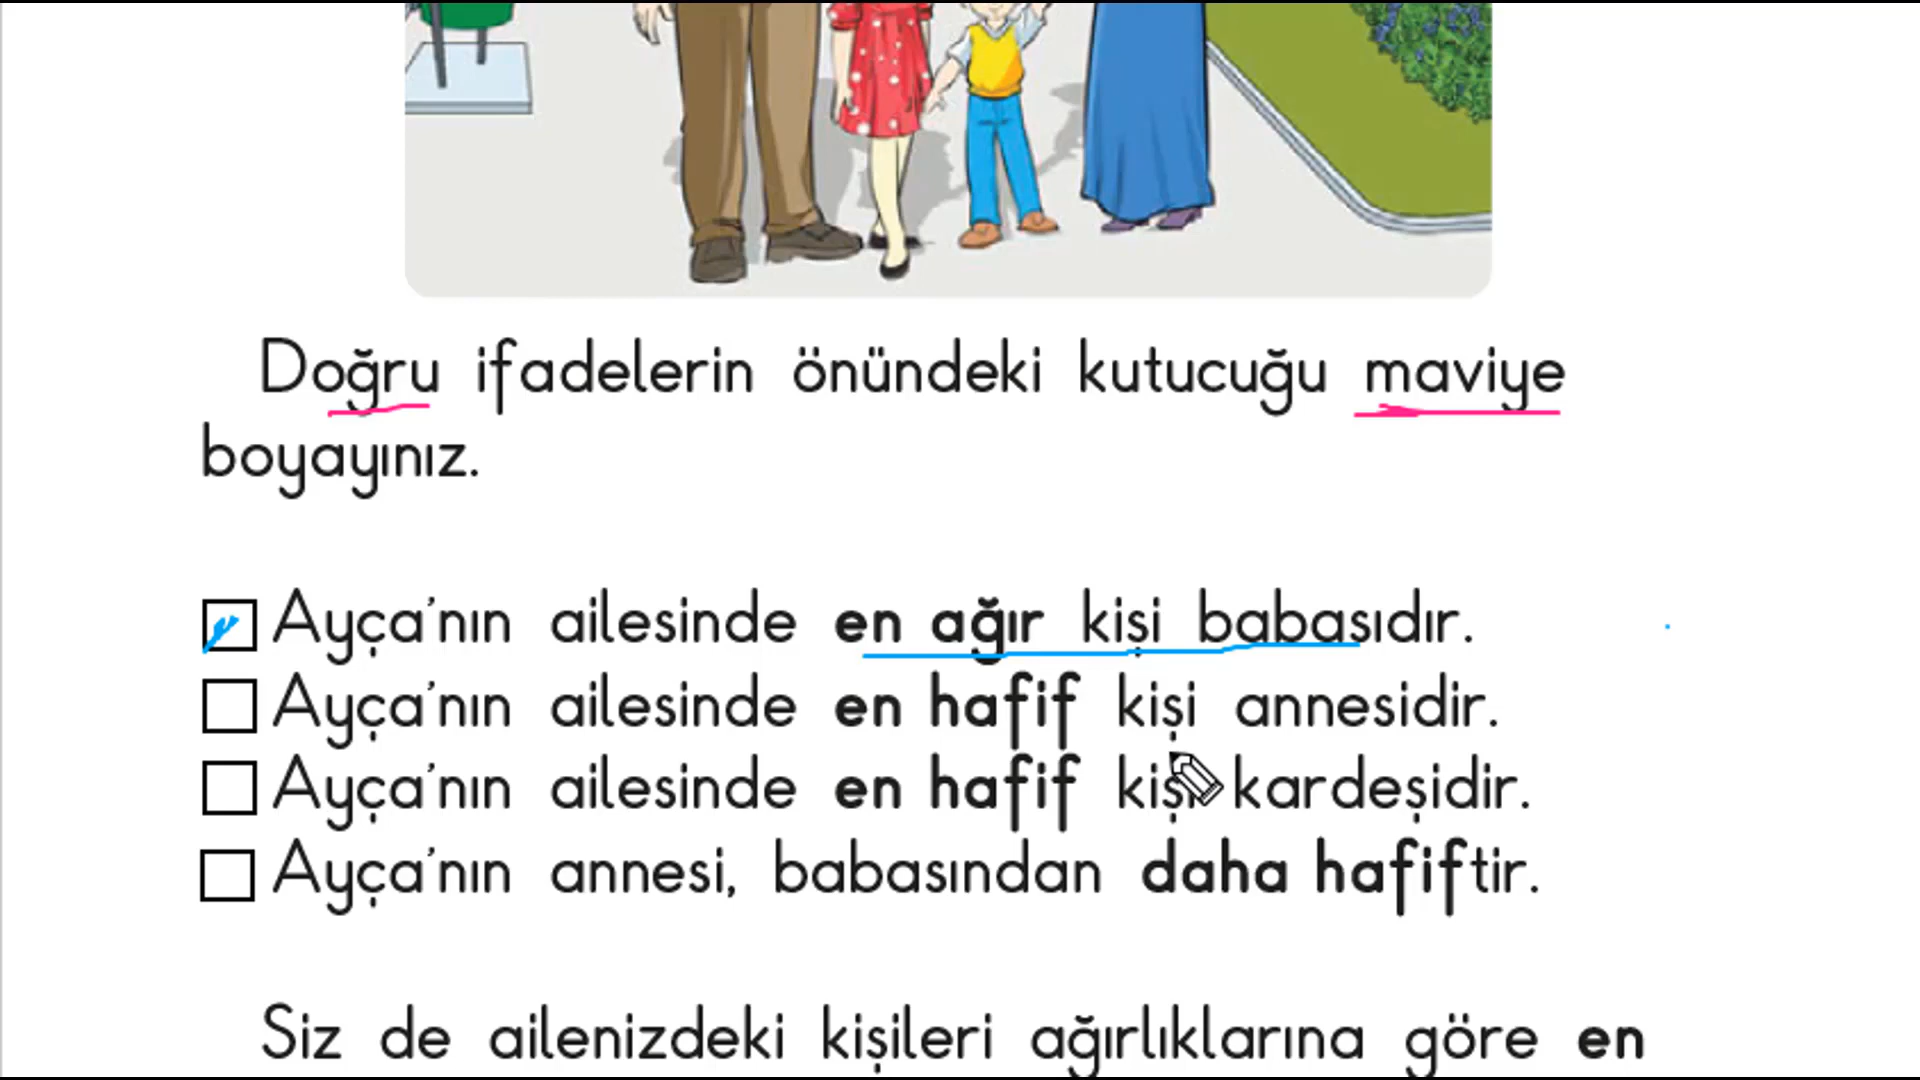 Doğru ifadelerin önündeki kutucuğu maviye
boyayınız.
Ayça'nın ailesinde en ağır kişi babasıdır.
Ayça'nın ailesinde en hafif kişi annesidir.
Ayça'nın ailesinde en hafif kişi kardeşidir.
Ayça'nın annesi, babasından daha hafiftir.
Siz de ailenizdeki kişileri ağırlıklarına göre en